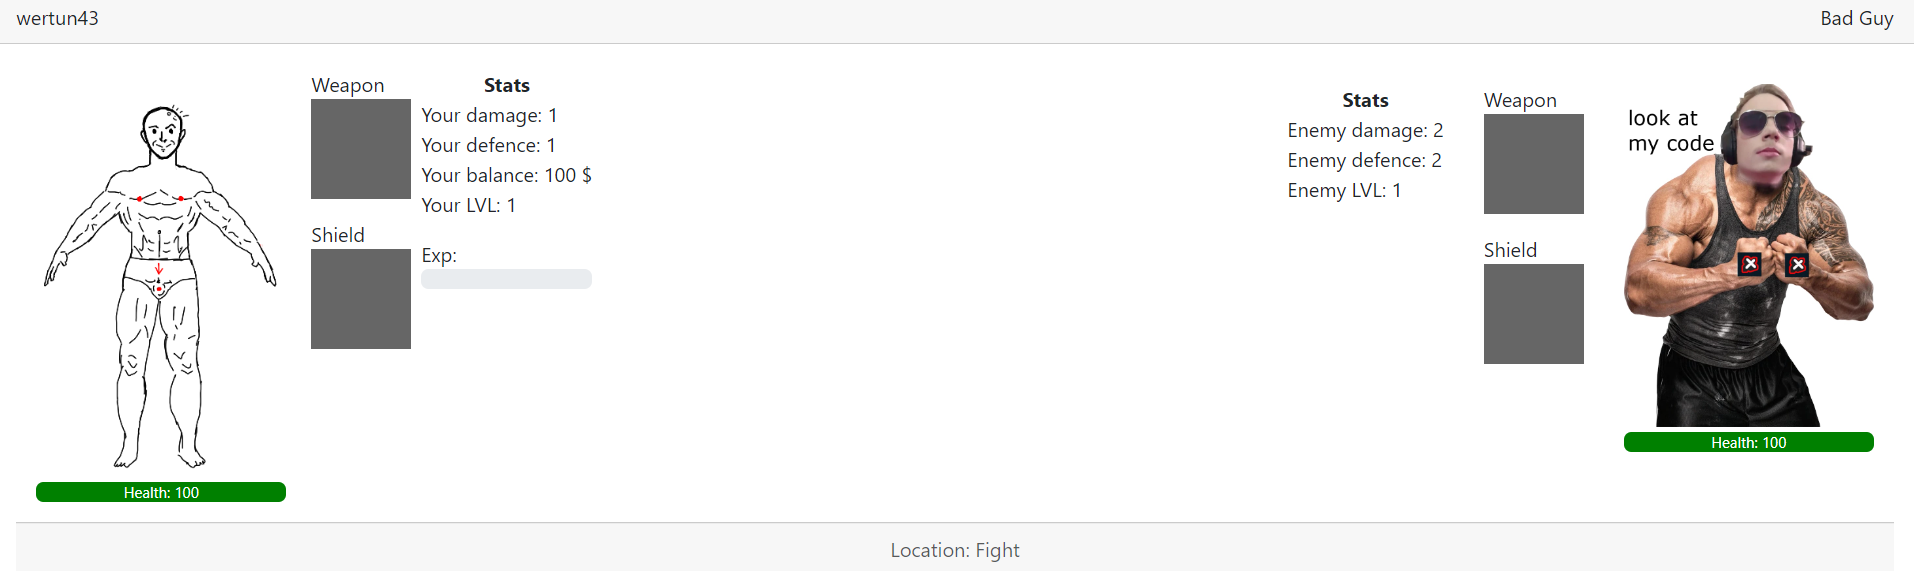 wertun43
Bad Guy
Weapon
Stats
Your damage: 1
Your defence: 1
Your balance: 100 $
Your LVL: 1
Shield
Exp:
Health: 100
Stats
Enemy damage: 2
Enemy defence: 2
Enemy LVL: 1
Weapon
Shield
look at
my code
Health: 100
Location: Fight